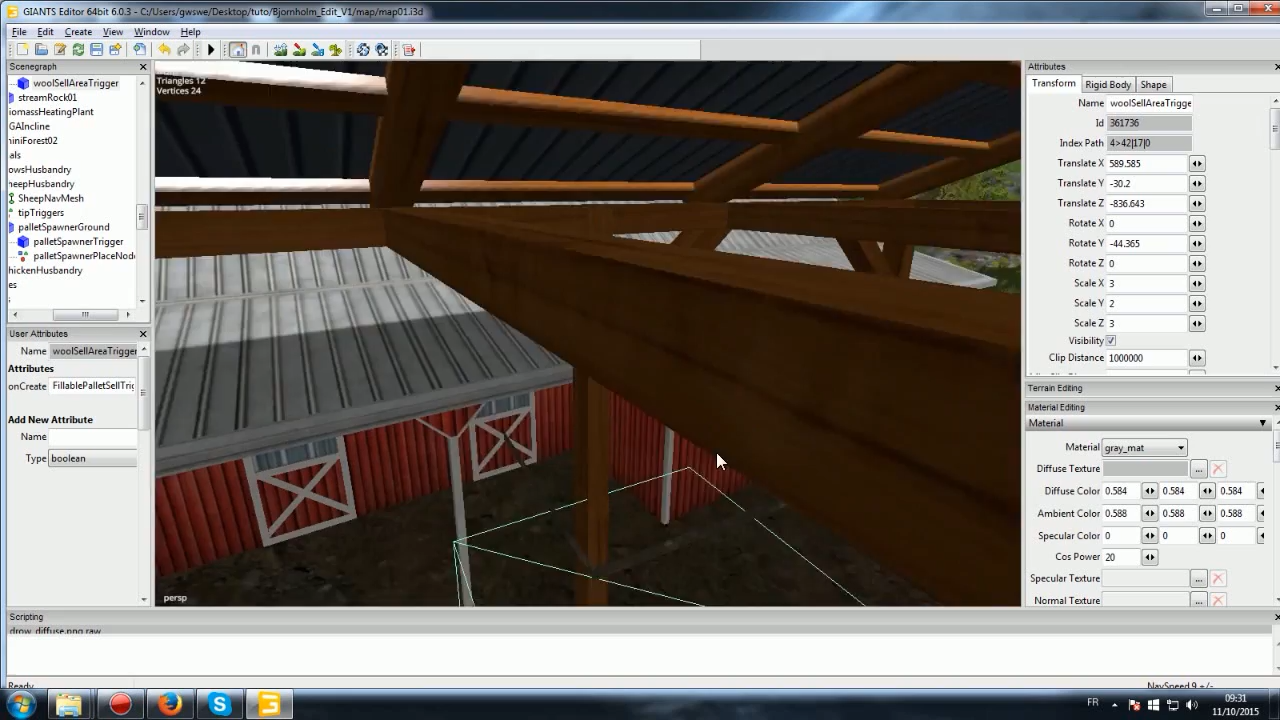 GIANTS Editor 64bit 6.0.3 - C:/Users/gwswe/Desktop/tuto/Bjornholm_Edit_V1/map/map01.i3d
File Edit Create View Window Help
Scenegraph
woolSellAreaTrigger
streamRock01
iomassHeatingPlant
GAIncline
niniForest02
als
owsHusbandry
heepHusbandry
SheepNavMesh
tipTriggers
palletSpawnerGround
palletSpawnerTrigger
palletSpawnerPlaceNode
hickenHusbandry
es
User Attributes
Name woolSellAreaTrigger
Attributes
onCreate FillablePalletSellTrig
Add New Attribute
Name
Type boolean
Triangles 12
Vertices 24
persp
Attributes
Transform Rigid Body Shape
Name woolSellAreaTrigge
Id 361736
Index Path 4>42|17|0
Translate X 589.585
Translate Y -30.2
Translate Z -836.643
Rotate X 0
Rotate Y -44.365
Rotate Z 0
Scale X 3
Scale Y 2
Scale Z 3
Visibility
Clip Distance 1000000
Terrain Editing
Material Editing
Material
Material gray_mat
Diffuse Texture ...
Diffuse Color 0.584 0.584 0.584
Ambient Color 0.588 0.588 0.588
Specular Color 0 0 0
Cos Power 20
Specular Texture ...
Normal Texture ...
Scripting
drow_diffuse.png.raw
Ready
NavSpeed 9 +/-
FR
09:31
11/10/2015